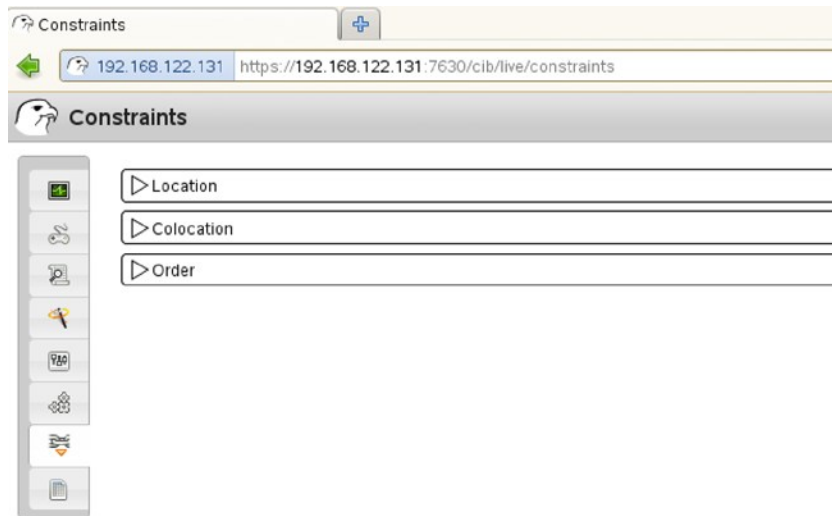 Constraints
192.168.122.131 https://192.168.122.131:7630/cib/live/constraints
Constraints
Location
Colocation
Order